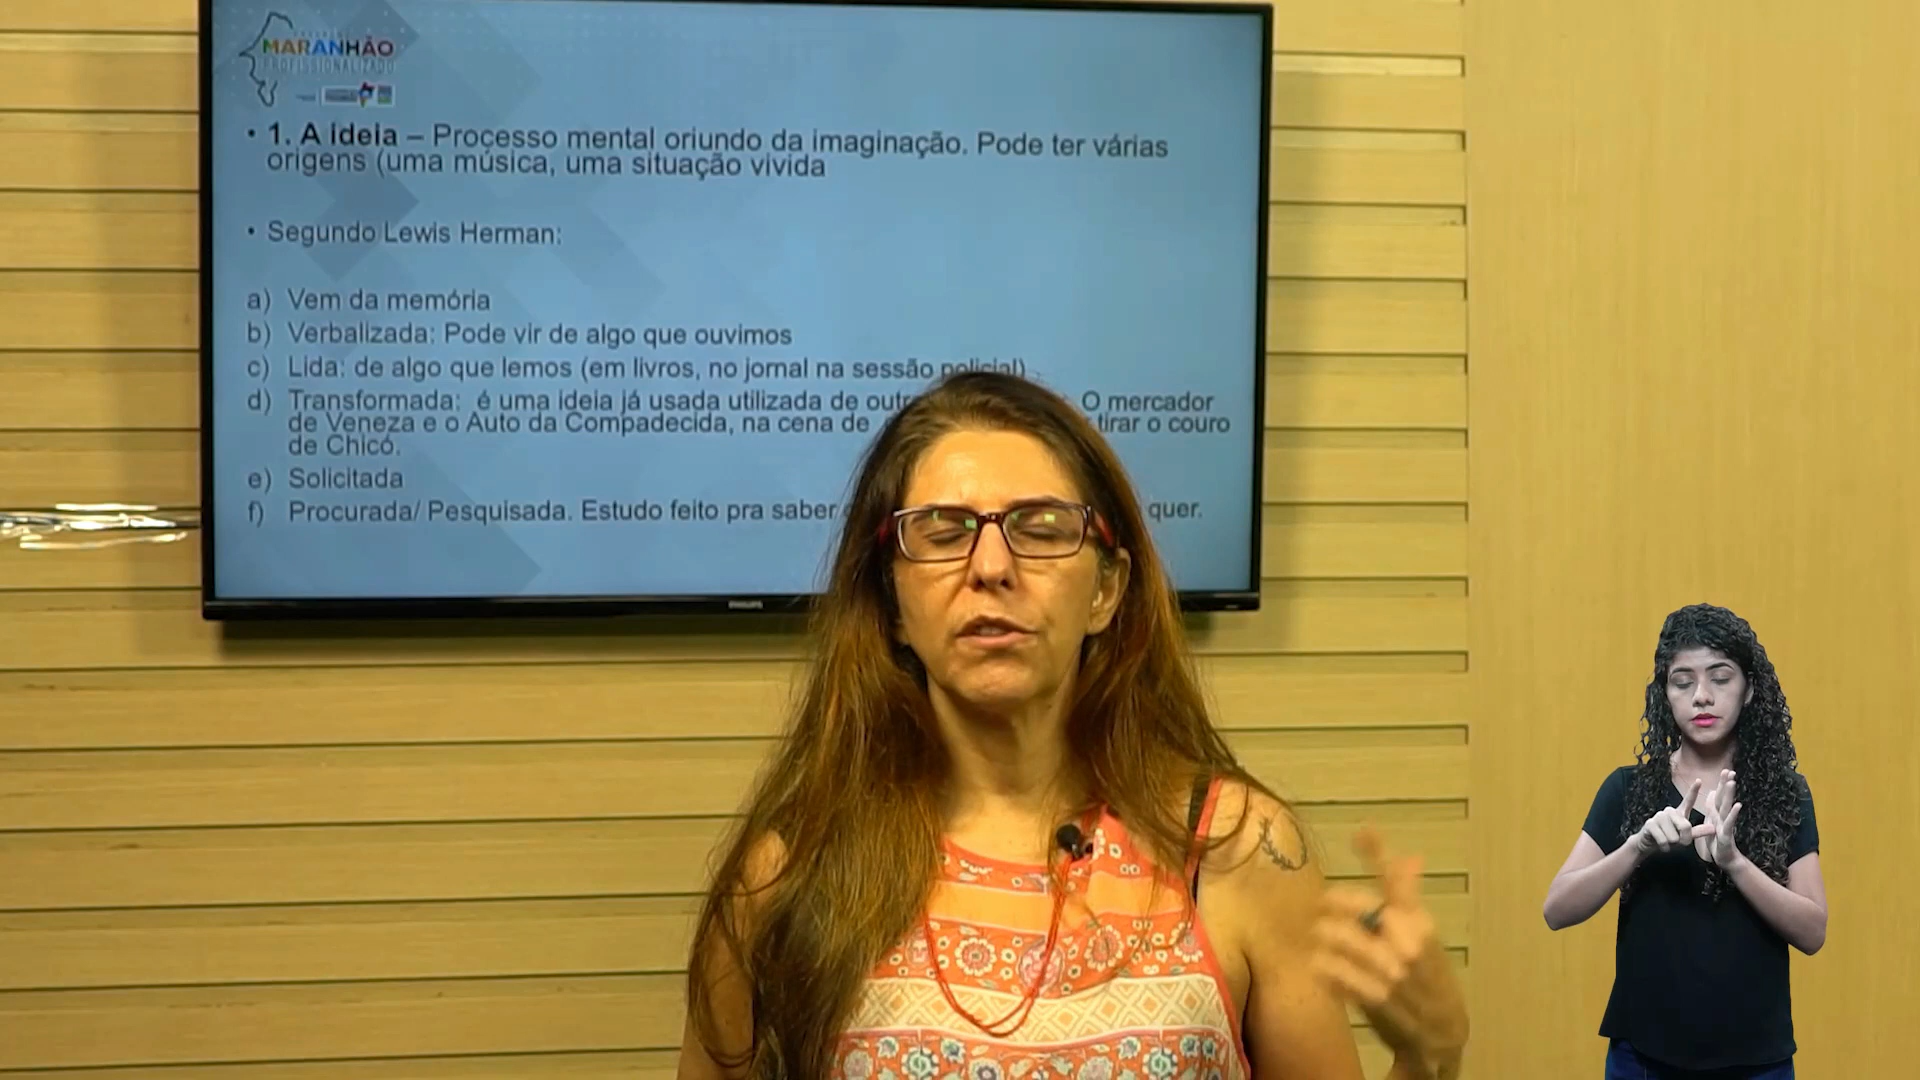 MARANHÃO
PROFISSIONALIZADO
• 1. A ideia – Processo mental oriundo da imaginação. Pode ter várias
origens (uma música, uma situação vivida
• Segundo Lewis Herman:
a) Vem da memória
b) Verbalizada: Pode vir de algo que ouvimos
c) Lida: de algo que lemos (em livros, no jornal na sessão policial)
d) Transformada: é uma ideia já usada utilizada de O mercador
de Veneza e o Auto da Compadecida, na cena de tirar o couro
de Chicó.
e) Solicitada
f) Procurada/ Pesquisada. Estudo feito pra saber quer.
PHILIPS